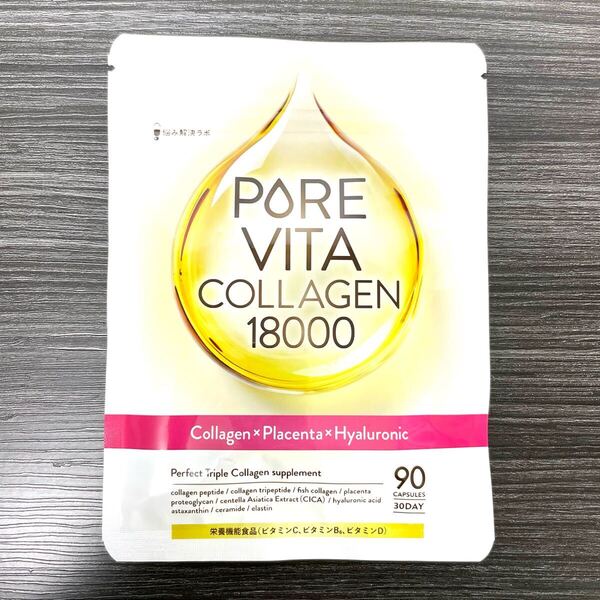 悩み解決ラボ
PORE
VITA
COLLAGEN
18000
Collagen×Placenta×Hyaluronic
Perfect Triple Collagen supplement
collagen peptide / collagen tripeptide / fish collagen / placenta
proteoglycan / centella Asiatica Extract (CICA) / hyaluronic acid
astaxanthin / ceramide / elastin
90
CAPSULES
30DAY
栄養機能食品（ビタミンC、ビタミンB₆、ビタミンD）